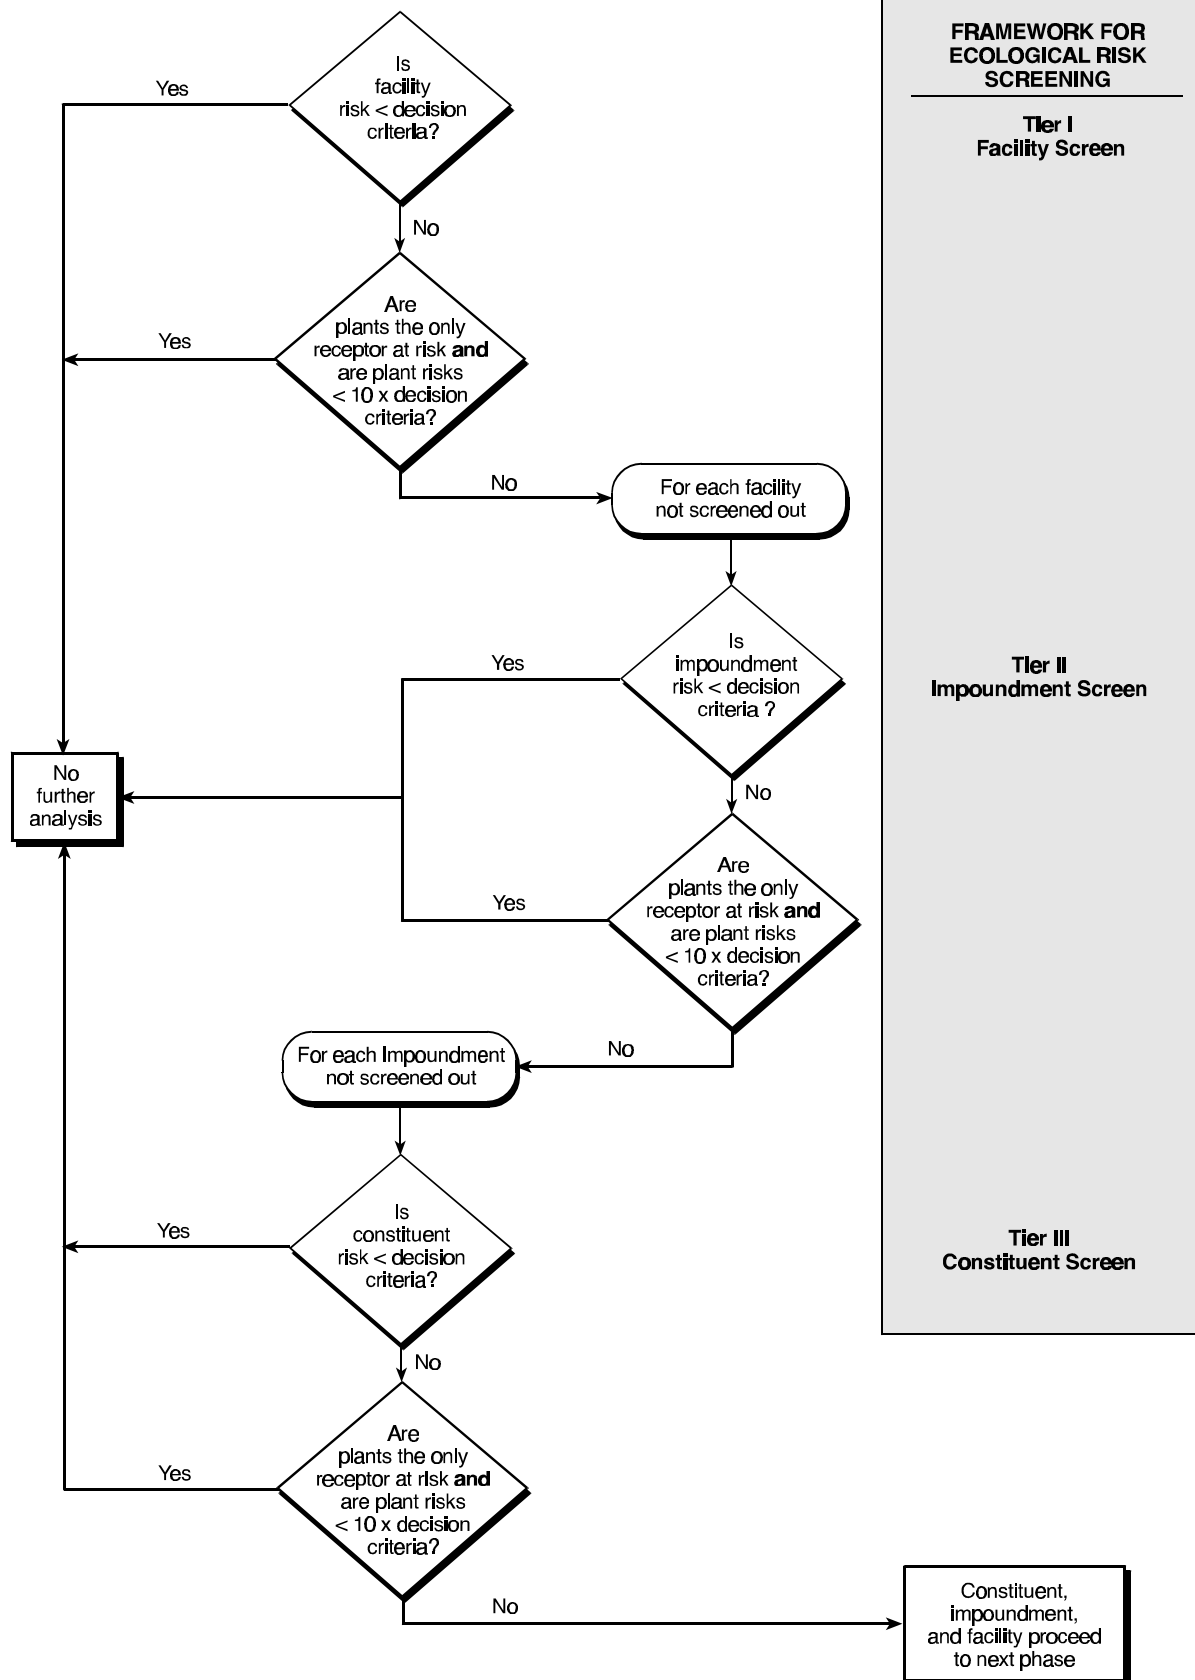 FRAMEWORK FOR
ECOLOGICAL RISK
SCREENING
Tier I
Facility Screen
Is
facility
risk < decision
criteria?
Yes
No
Are
plants the only
receptor at risk and
are plant risks
< 10 x decision
criteria?
Yes
No
For each facility
not screened out
Tier II
Impoundment Screen
Is
impoundment
risk < decision
criteria ?
Yes
No
No
further
analysis
Are
plants the only
receptor at risk and
are plant risks
< 10 x decision
criteria?
Yes
No
For each Impoundment
not screened out
Tier III
Constituent Screen
Is
constituent
risk < decision
criteria?
Yes
No
Are
plants the only
receptor at risk and
are plant risks
< 10 x decision
criteria?
Yes
No
Constituent,
impoundment,
and facility proceed
to next phase